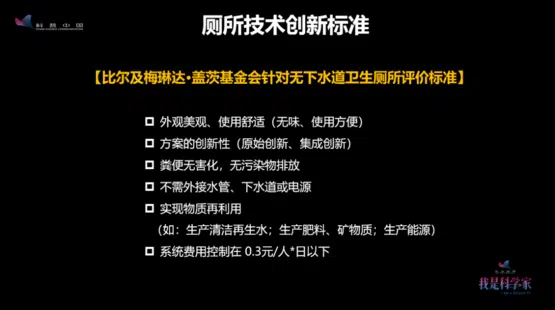 科普中国
厕所技术创新标准
【比尔及梅琳达·盖茨基金会针对无下水道卫生厕所评价标准】
外观美观、使用舒适（无味、使用方便）
方案的创新性（原始创新、集成创新）
粪便无害化，无污染物排放
不需外接水管、下水道或电源
实现物质再利用
（如：生产清洁再生水；生产肥料、矿物质；生产能源）
系统费用控制在 0.3元/人*日以下
我是科学家